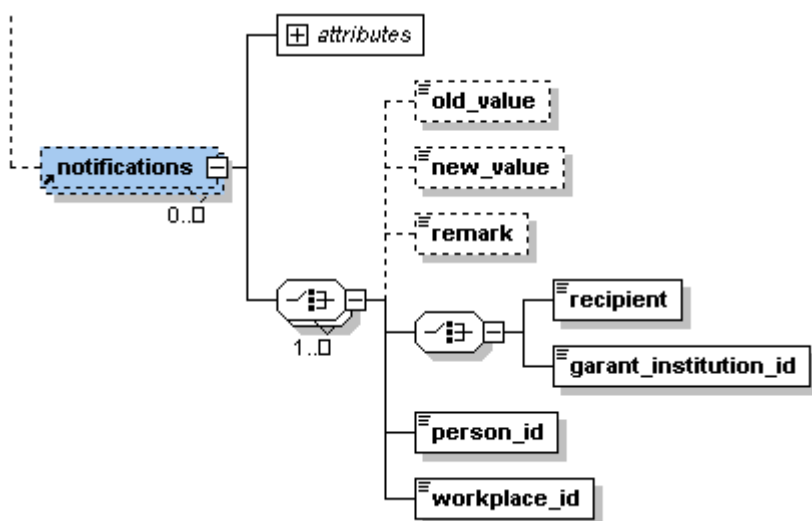 attributes
old_value
notifications
new_value
0..
remark
recipient
1..
garant_institution_id
person_id
workplace_id